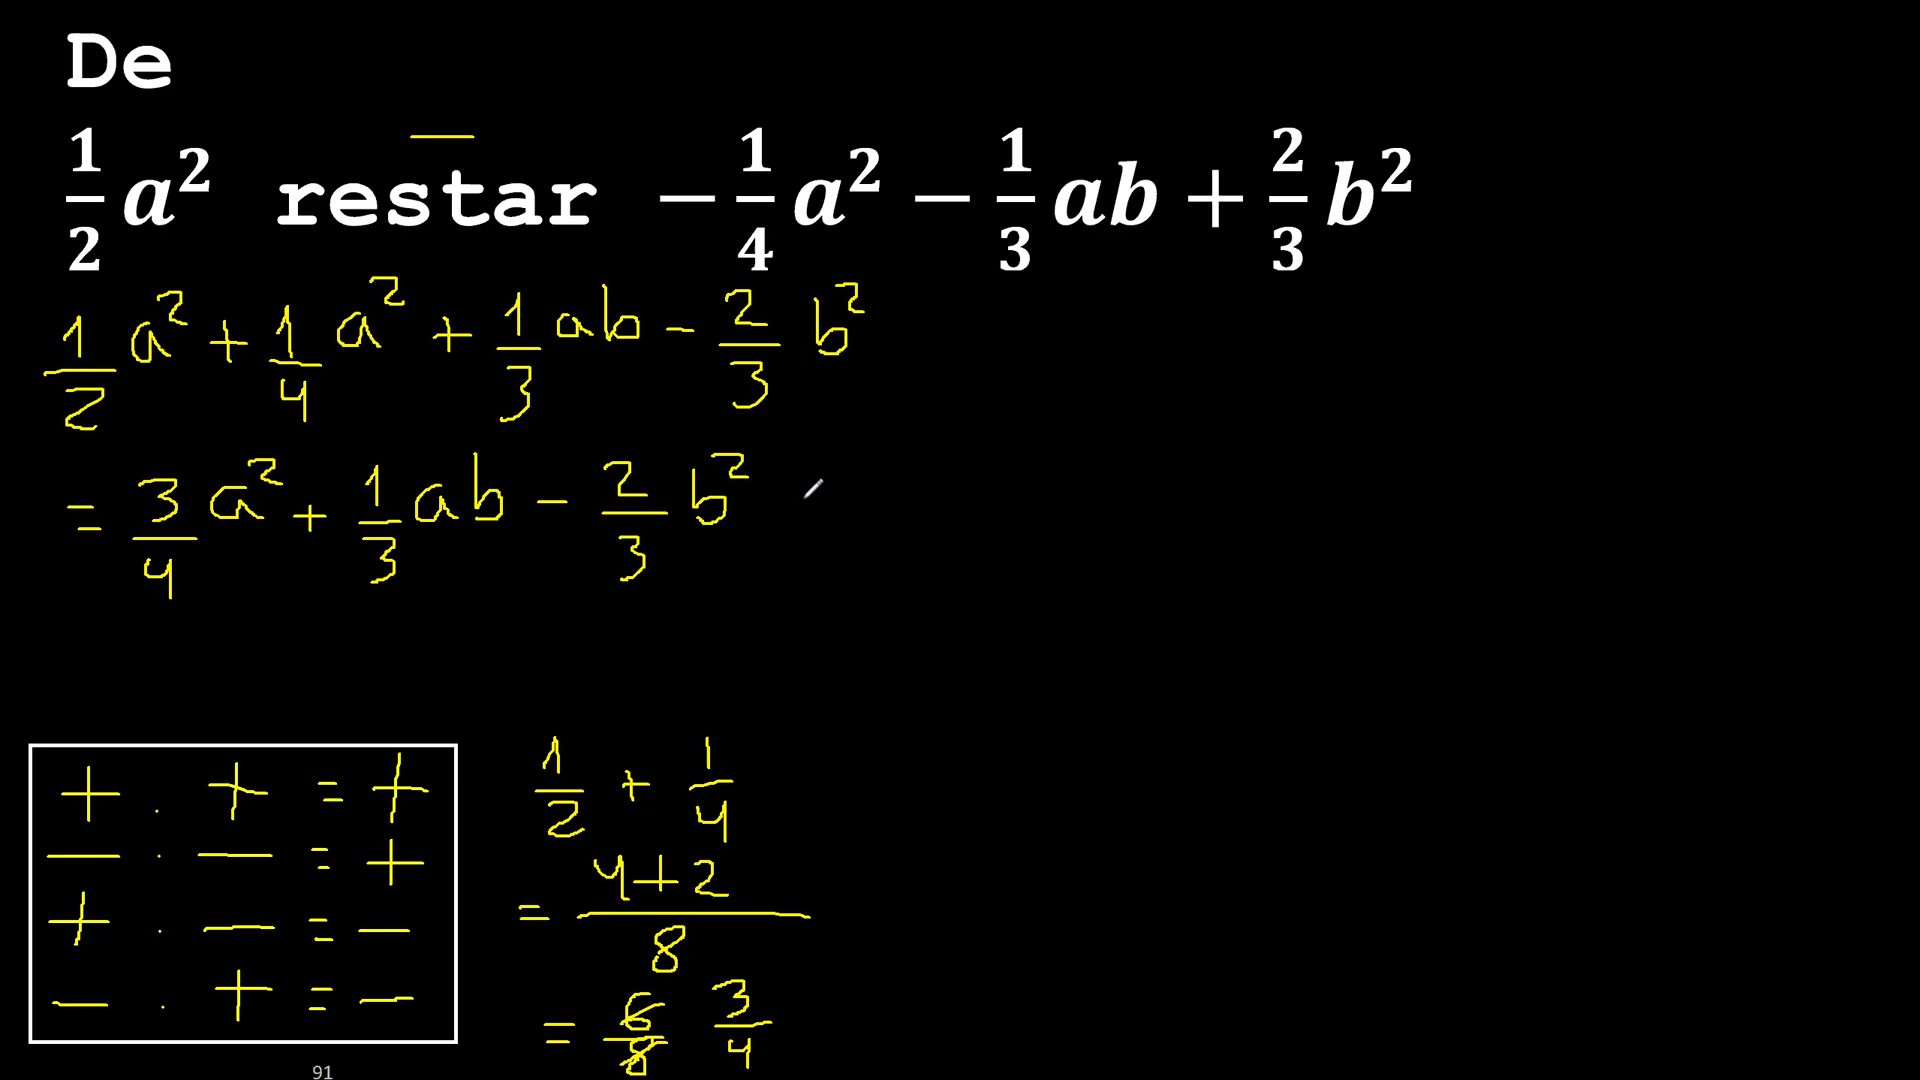 De
1/2 a² restar −1/4 a² − 1/3 ab + 2/3 b²
1/2 a² + 1/4 a² + 1/3 ab − 2/3 b²
= 3/4 a² + 1/3 ab − 2/3 b²
+ . + = +
− . − = +
+ . − = −
− . + = −
1/2 + 1/4
= 4+2/8
= 6/8 3/4
91